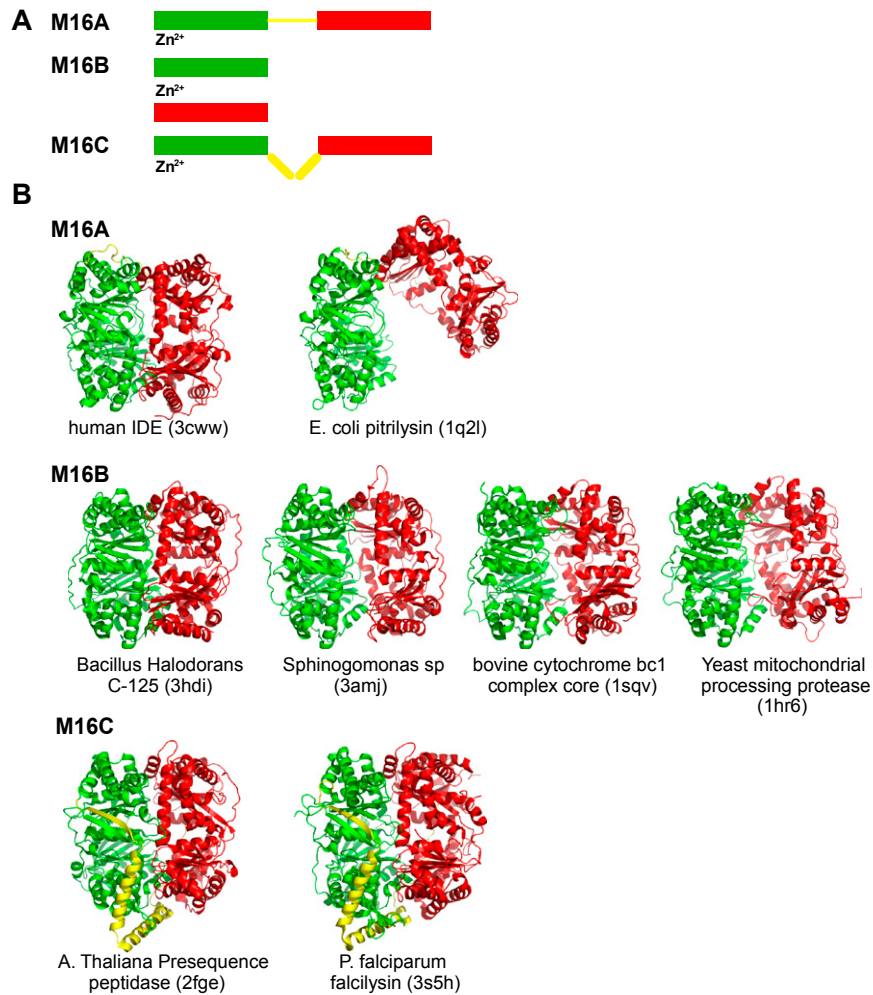 A
M16A
Zn²⁺
M16B
Zn²⁺
M16C
Zn²⁺
B
M16A
human IDE (3cww)
E. coli pitrilysin (1q2l)
M16B
Bacillus Halodorans
C-125 (3hdi)
Sphinogomonas sp
(3amj)
bovine cytochrome bc1
complex core (1sqv)
Yeast mitochondrial
processing protease
(1hr6)
M16C
A. Thaliana Presequence
peptidase (2fge)
P. falciparum
falcilysin (3s5h)